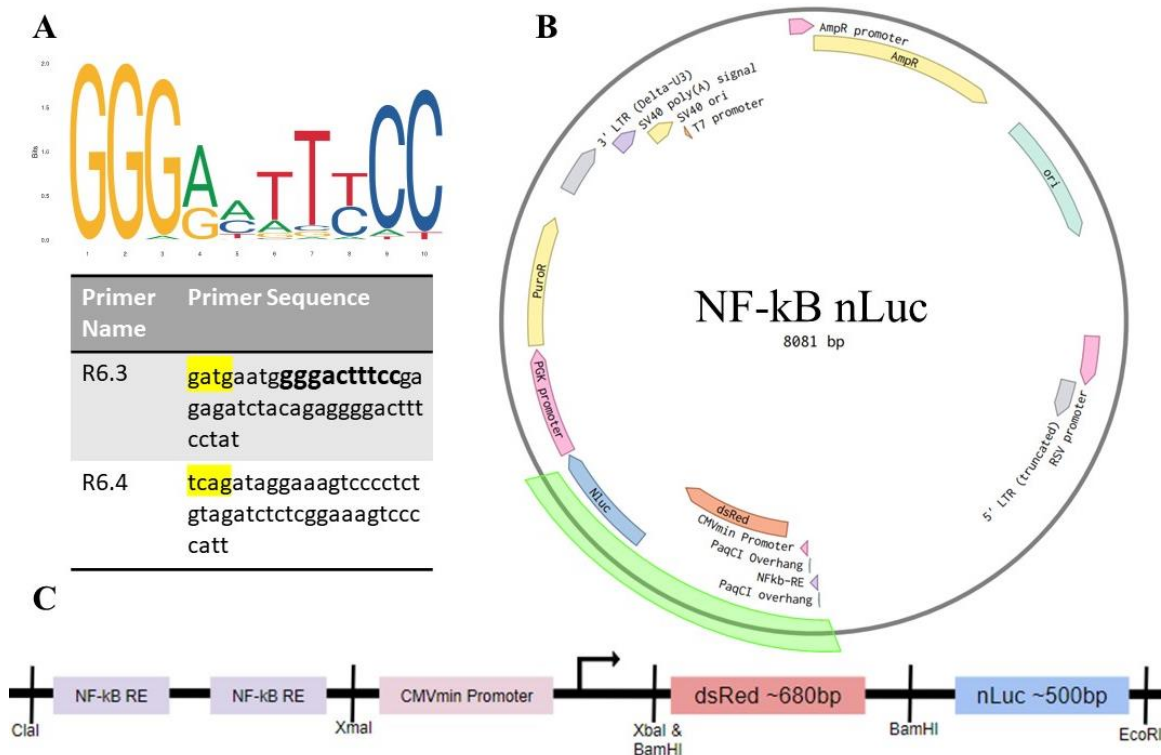 A
B
Bits
2.0
1.5
1.0
0.5
0.0
1 2 3 4 5 6 7 8 9 10
Primer Name
Primer Sequence
R6.3
gatgaatggggactttccga
gagatctacagaggggacttt
cctat
R6.4
tcagataggaaagtcccctct
gtagatctctcggaaagtccc
catt
AmpR promoter
AmpR
3' LTR (Delta-U3)
SV40 poly(A) signal
SV40 ori
T7 promoter
ori
PuroR
NF-kB nLuc
8081 bp
PGK promoter
RSV promoter
5' LTR (truncated)
Nluc
dsRed
CMVmin Promoter
PaqCI Overhang
NFkb-RE
PaqCI overhang
C
NF-kB RE
NF-kB RE
CMVmin Promoter
dsRed ~680bp
nLuc ~500bp
ClaI
XmaI
XbaI &
BamHI
BamHI
EcoRI